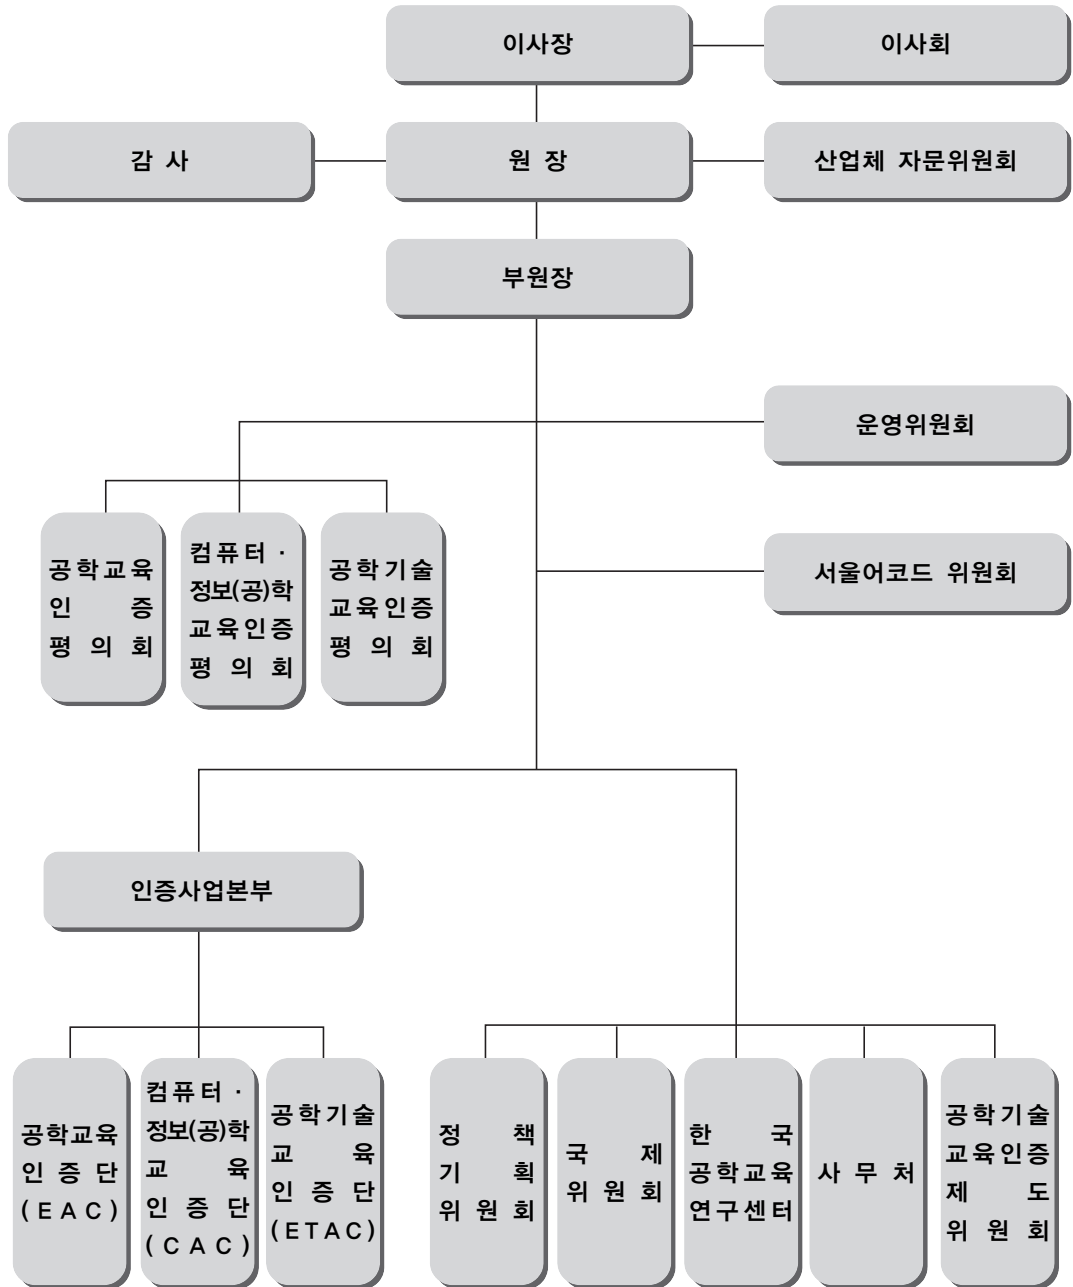 이사장
이사회
감 사
원 장
산업체 자문위원회
부원장
운영위원회
서울어코드 위원회
공학교육
인 증
평 의 회
컴퓨터 ·
정보(공)학
교육인증
평 의 회
공학기술
교육인증
평 의 회
인증사업본부
공학교육
인 증 단
(EAC)
컴퓨터 ·
정보(공)학
교 육
인 증 단
(CAC)
공학기술
교 육
인 증 단
(ETAC)
정 책
기 획
위 원 회
국 제
위 원 회
한 국
공학교육
연구센터
사 무 처
공학기술
교육인증
제 도
위 원 회